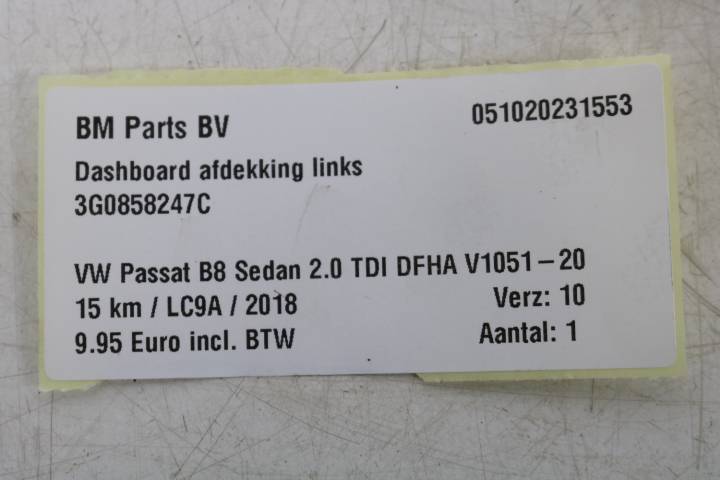 BM Parts BV 051020231553
Dashboard afdekking links
3G0858247C
VW Passat B8 Sedan 2.0 TDI DFHA V1051-20
15 km / LC9A / 2018 Verz: 10
9.95 Euro incl. BTW Aantal: 1